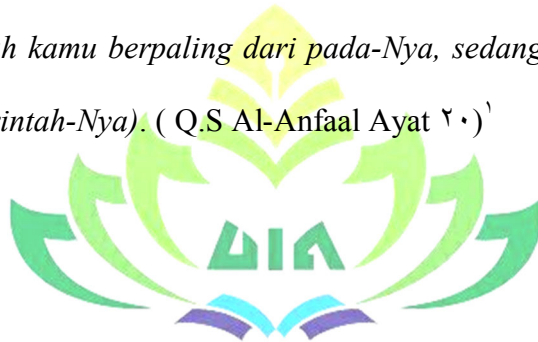 h kamu berpaling dari pada-Nya, sedang
intah-Nya). ( Q.S Al-Anfaal Ayat ٢٠)١
UIN